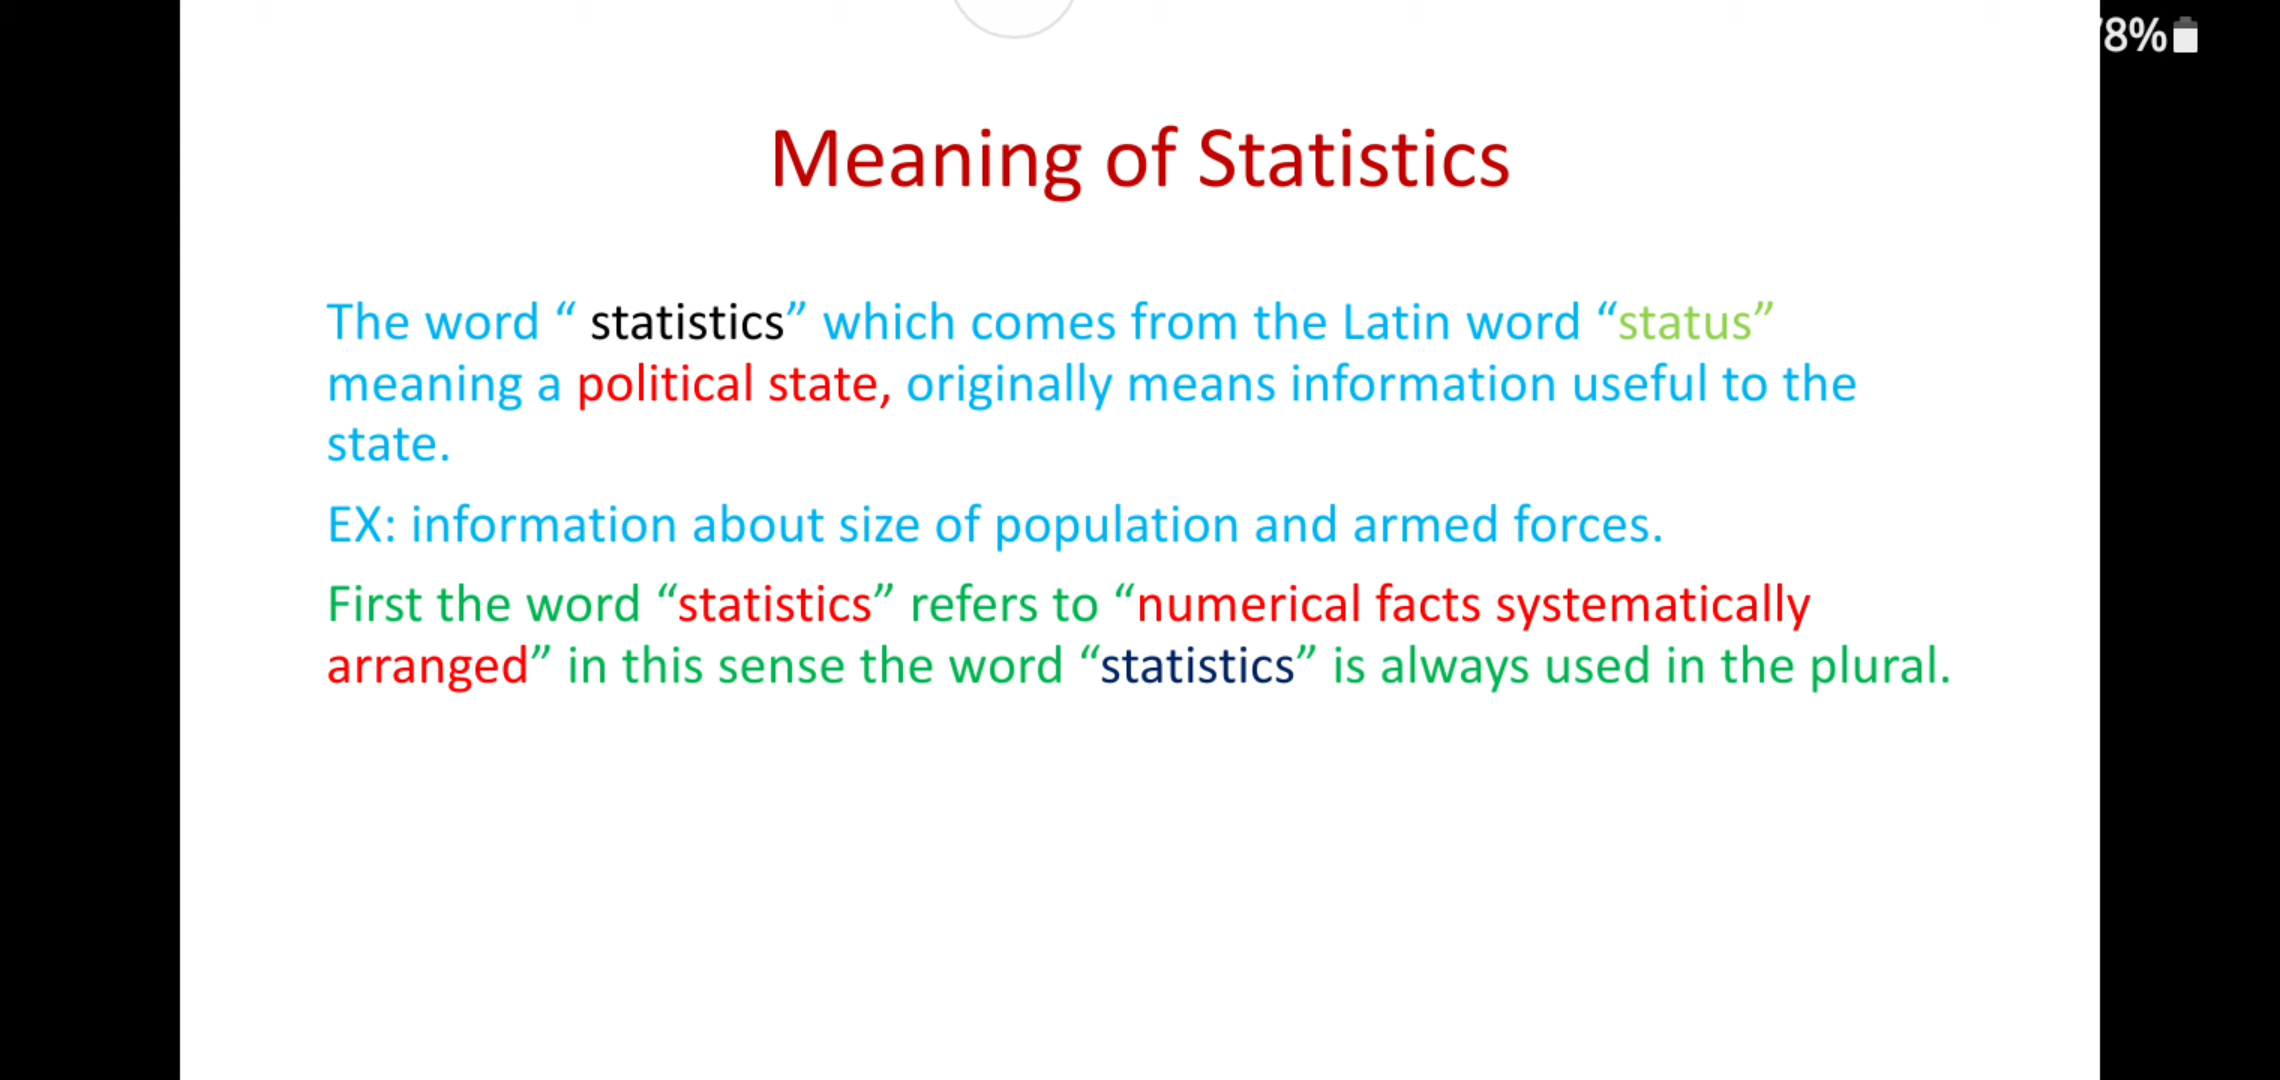 8%
Meaning of Statistics
The word “ statistics” which comes from the Latin word “status”
meaning a political state, originally means information useful to the
state.
EX: information about size of population and armed forces.
First the word “statistics” refers to “numerical facts systematically
arranged” in this sense the word “statistics” is always used in the plural.